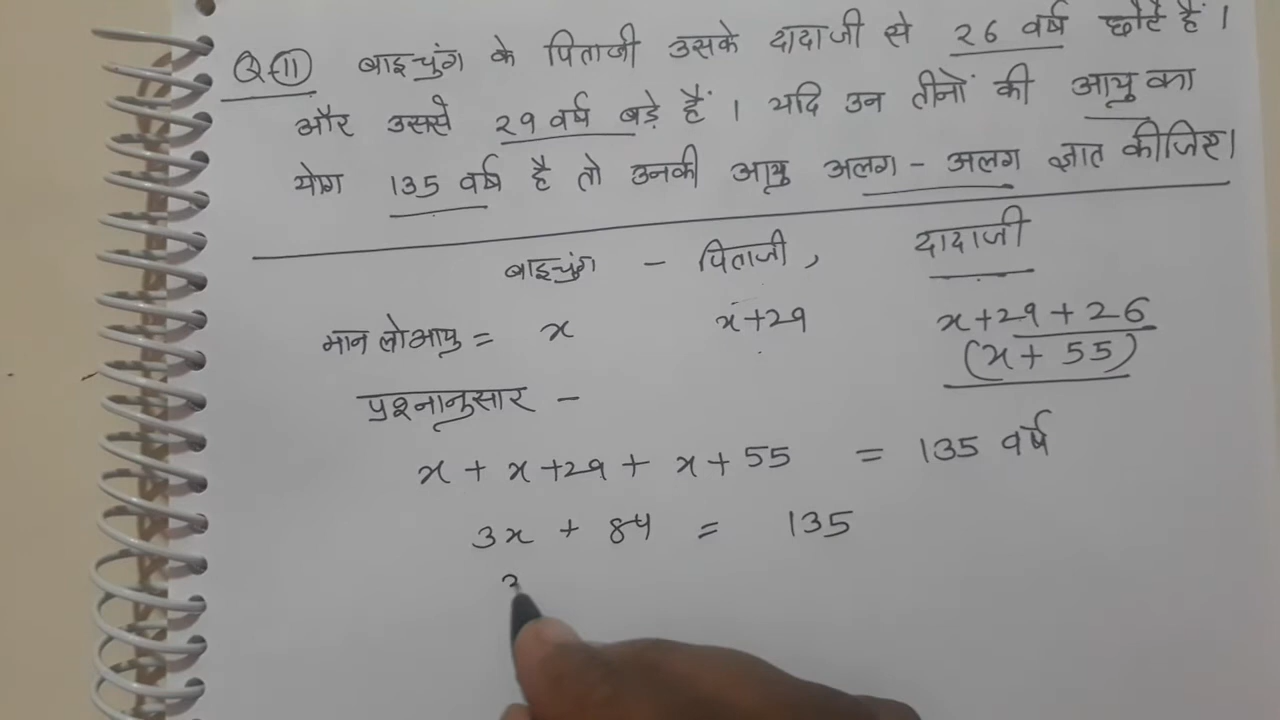 Q.11 बाइचुंग के पिताजी उसके दादाजी से 26 वर्ष छोटे हैं।
और उससे 29 वर्ष बड़े हैं। यदि उन तीनों की आयु का
योग 135 वर्ष है तो उनकी आयु अलग - अलग ज्ञात कीजिए।
बाइचुंग - पिताजी, दादाजी
मान लो आयु = x x+29 x+29+26
(x+55)
प्रश्नानुसार -
x + x+29 + x+55 = 135 वर्ष
3x + 84 = 135
3